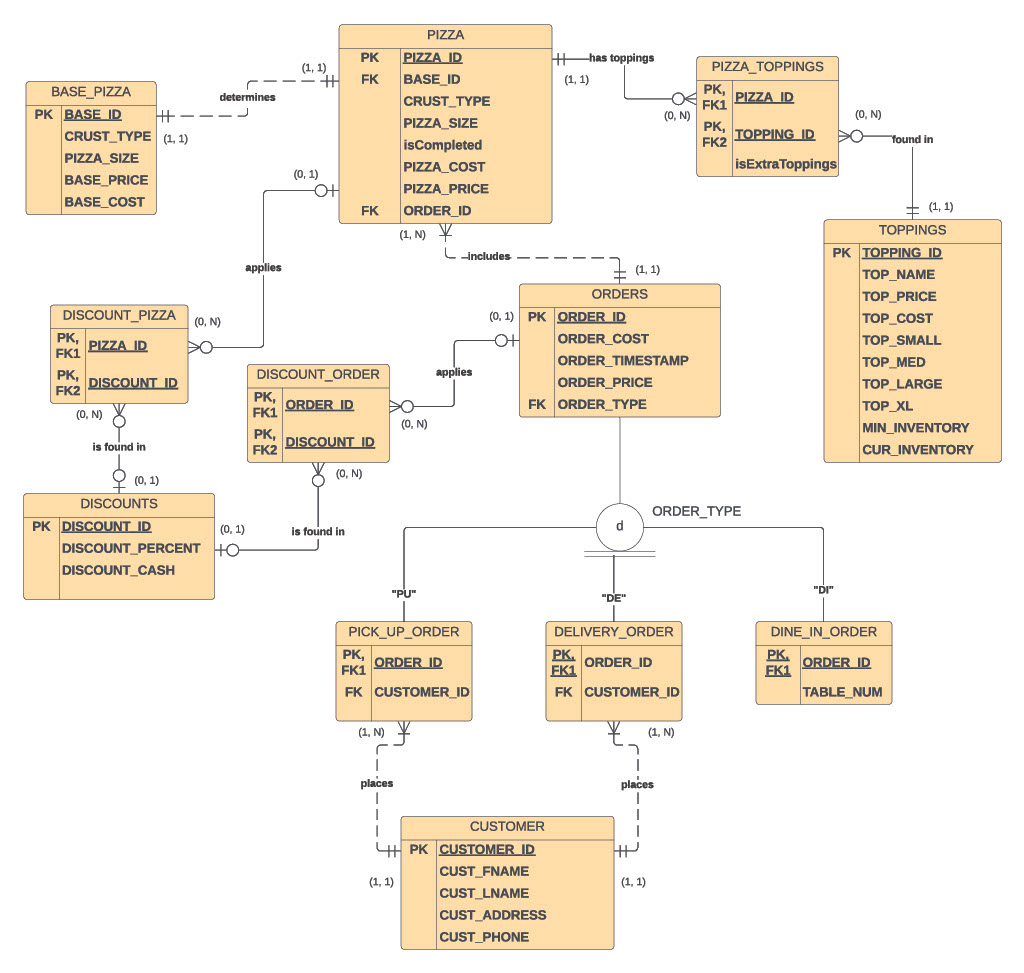 PIZZA
PK PIZZA_ID
FK BASE_ID
CRUST_TYPE
PIZZA_SIZE
isCompleted
PIZZA_COST
PIZZA_PRICE
FK ORDER_ID
(1, 1)
has toppings
(1, 1)
(0, N)
PIZZA_TOPPINGS
PK,
FK1 PIZZA_ID
PK,
FK2 TOPPING_ID
isExtraToppings
(0, N)
found in
(1, 1)
BASE_PIZZA
PK BASE_ID
CRUST_TYPE
PIZZA_SIZE
BASE_PRICE
BASE_COST
determines
(1, 1)
(0, 1)
applies
(0, N)
(1, N)
includes
(1, 1)
TOPPINGS
PK TOPPING_ID
TOP_NAME
TOP_PRICE
TOP_COST
TOP_SMALL
TOP_MED
TOP_LARGE
TOP_XL
MIN_INVENTORY
CUR_INVENTORY
ORDERS
PK ORDER_ID
ORDER_COST
ORDER_TIMESTAMP
ORDER_PRICE
FK ORDER_TYPE
(0, 1)
applies
(0, N)
DISCOUNT_PIZZA
PK,
FK1 PIZZA_ID
PK,
FK2 DISCOUNT_ID
(0, N)
is found in
(0, 1)
DISCOUNT_ORDER
PK,
FK1 ORDER_ID
PK,
FK2 DISCOUNT_ID
(0, N)
is found in
(0, 1)
DISCOUNTS
PK DISCOUNT_ID
DISCOUNT_PERCENT
DISCOUNT_CASH
d
ORDER_TYPE
"PU"
"DE"
"DI"
PICK_UP_ORDER
PK,
FK1 ORDER_ID
FK CUSTOMER_ID
DELIVERY_ORDER
PK,
FK1 ORDER_ID
FK CUSTOMER_ID
DINE_IN_ORDER
PK,
FK1 ORDER_ID
TABLE_NUM
(1, N)
(1, N)
places
places
(1, 1)
(1, 1)
CUSTOMER
PK CUSTOMER_ID
CUST_FNAME
CUST_LNAME
CUST_ADDRESS
CUST_PHONE